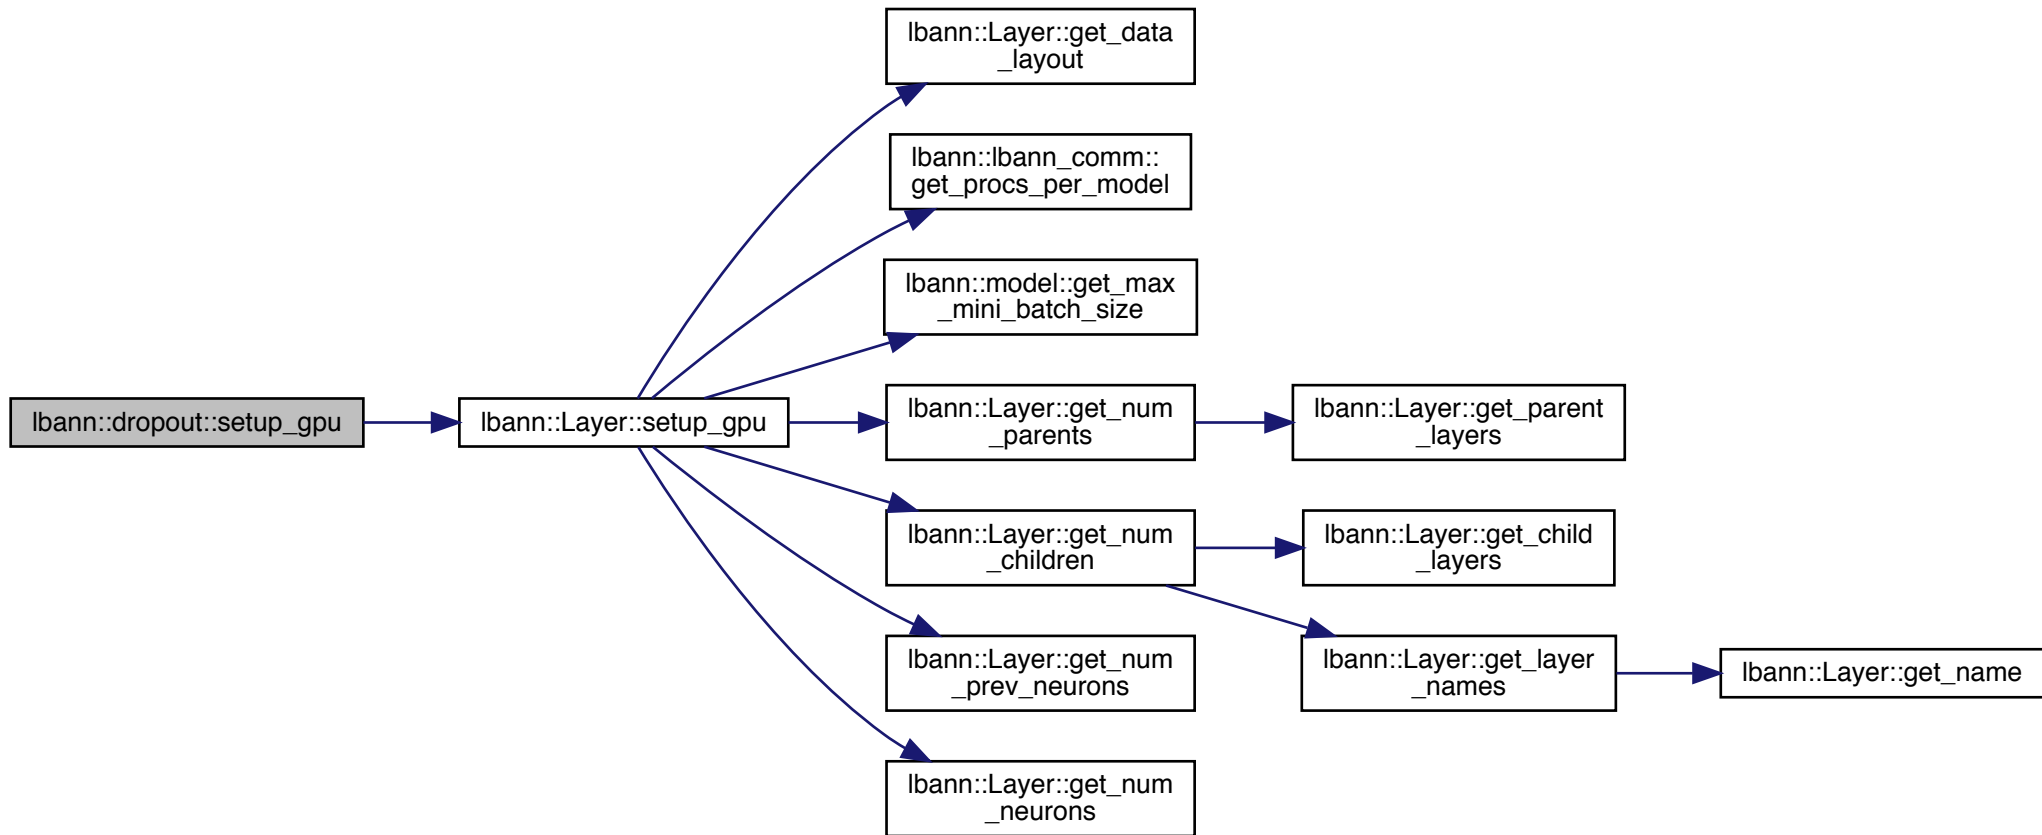 lbann::dropout::setup_gpu
lbann::Layer::setup_gpu
lbann::Layer::get_data
_layout
lbann::lbann_comm::
get_procs_per_model
lbann::model::get_max
_mini_batch_size
lbann::Layer::get_num
_parents
lbann::Layer::get_parent
_layers
lbann::Layer::get_num
_children
lbann::Layer::get_child
_layers
lbann::Layer::get_layer
_names
lbann::Layer::get_name
lbann::Layer::get_num
_prev_neurons
lbann::Layer::get_num
_neurons